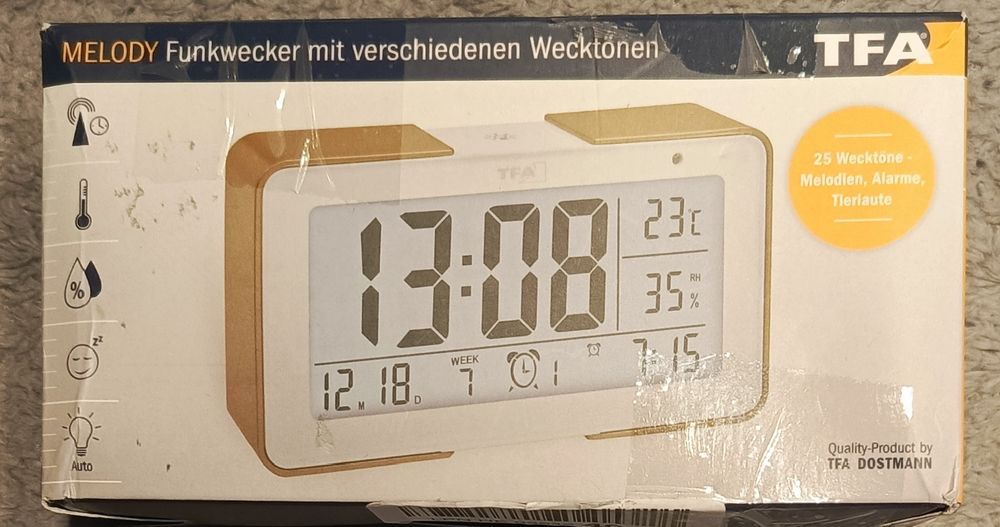 MELODY Funkwecker mit verschiedenen Wecktönen
TFA®
25 Wecktöne -
Melodien, Alarme,
Tierlaute
TFA
13:08
23°C
35 RH %
12 M 18 D
WEEK
7
1
7:15
%
zz
Auto
Quality-Product by
TFA DOSTMANN